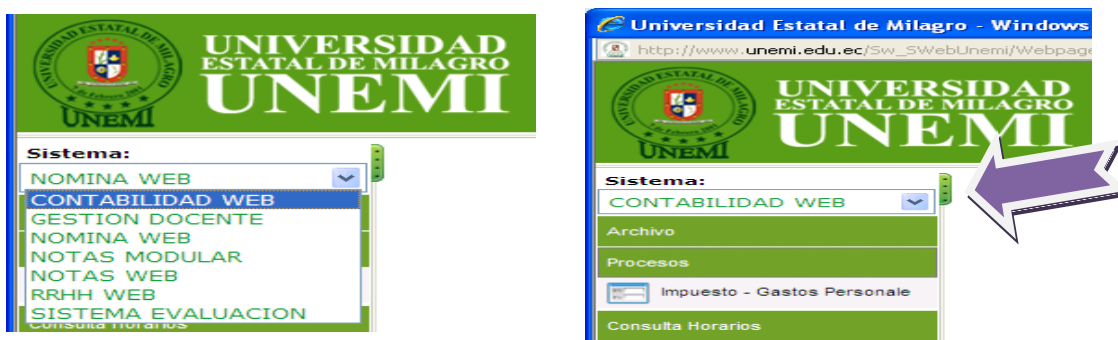 UNIVERSIDAD
ESTATAL DE MILAGRO
UNEMI
UNEMI
Sistema:
NOMINA WEB
CONTABILIDAD WEB
GESTION DOCENTE
NOMINA WEB
NOTAS MODULAR
NOTAS WEB
RRHH WEB
SISTEMA EVALUACION
Consulta Horarios
Universidad Estatal de Milagro - Windows
http://www.unemi.edu.ec/Sw_SWebUnemi/Webpage
UNIVERSIDAD
ESTATAL DE MILAGRO
UNEMI
UNEMI
Sistema:
CONTABILIDAD WEB
Archivo
Procesos
Impuesto - Gastos Personale
Consulta Horarios